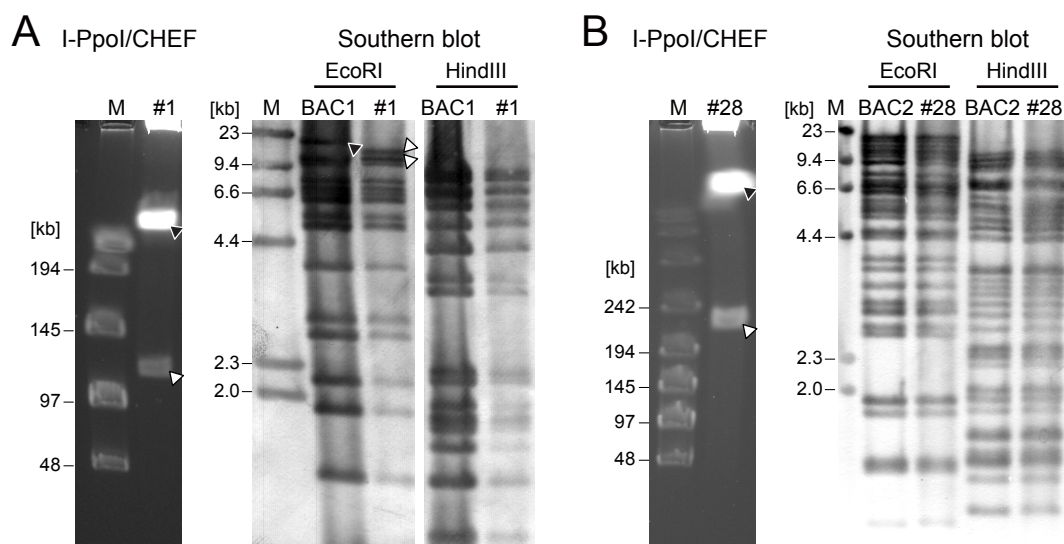 A
I-PpoI/CHEF
Southern blot
EcoRI
HindIII
M
#1
[kb]
M
BAC1
#1
BAC1
#1
[kb]
194
145
97
48
23
9.4
6.6
4.4
2.3
2.0
B
I-PpoI/CHEF
Southern blot
EcoRI
HindIII
M
#28
[kb]
M
BAC2
#28
BAC2
#28
[kb]
242
194
145
97
48
23
9.4
6.6
4.4
2.3
2.0